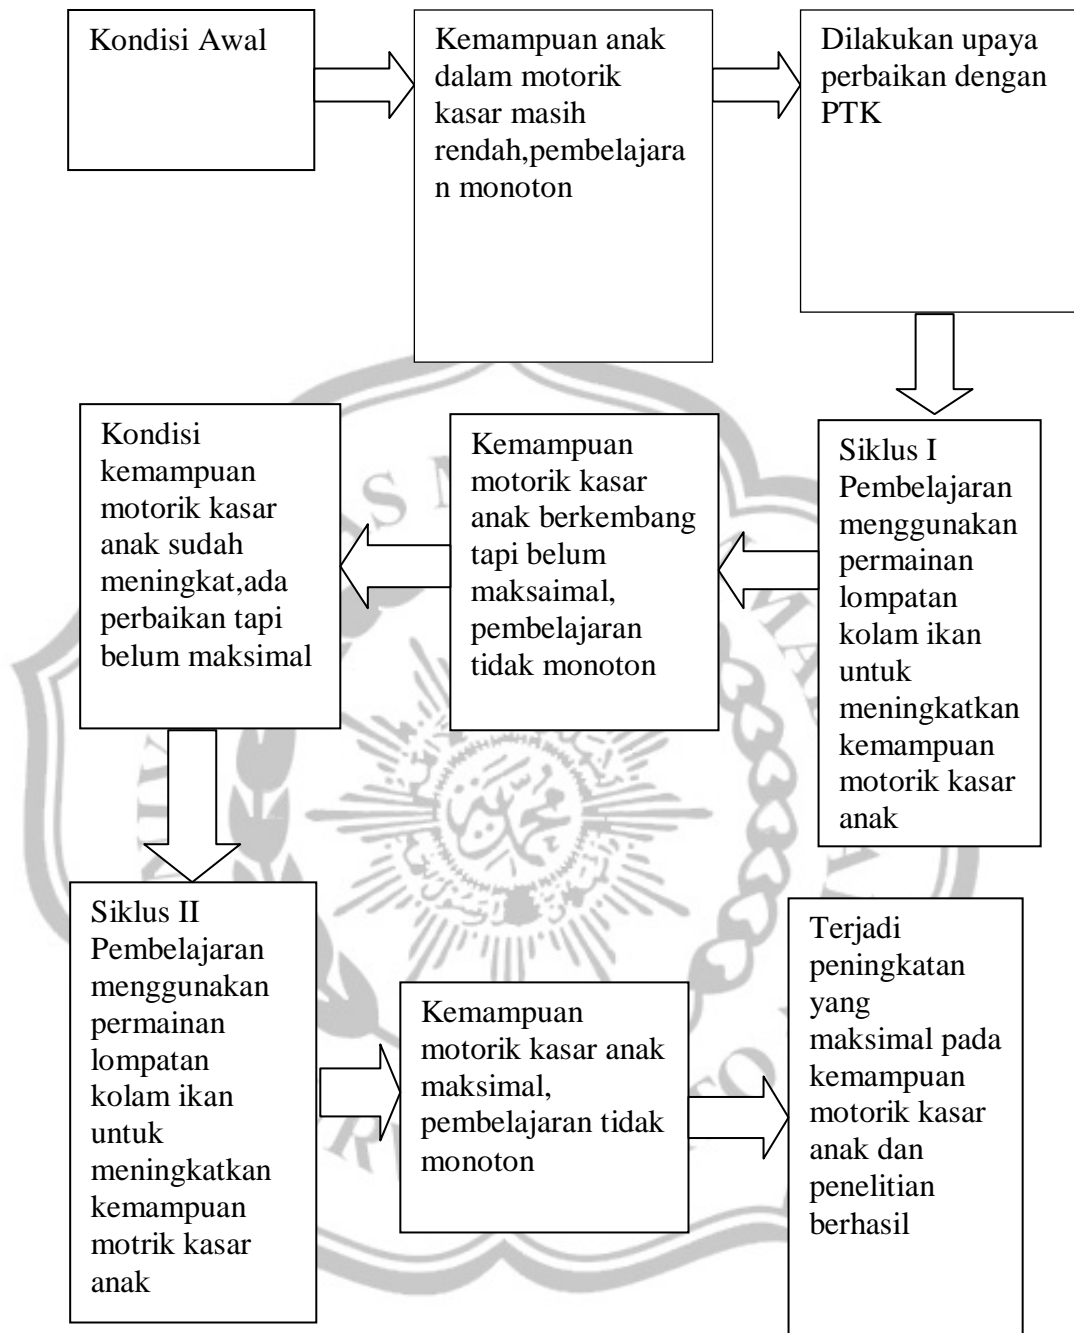 Kondisi Awal
Kemampuan anak
dalam motorik
kasar masih
rendah,pembelajara
n monoton
Dilakukan upaya
perbaikan dengan
PTK
Siklus I
Pembelajaran
menggunakan
permainan
lompatan
kolam ikan
untuk
meningkatkan
kemampuan
motorik kasar
anak
Kemampuan
motorik kasar
anak berkembang
tapi belum
maksaimal,
pembelajaran
tidak monoton
Kondisi
kemampuan
motorik kasar
anak sudah
meningkat,ada
perbaikan tapi
belum maksimal
Siklus II
Pembelajaran
menggunakan
permainan
lompatan
kolam ikan
untuk
meningkatkan
kemampuan
motrik kasar
anak
Kemampuan
motorik kasar anak
maksimal,
pembelajaran tidak
monoton
Terjadi
peningkatan
yang
maksimal pada
kemampuan
motorik kasar
anak dan
penelitian
berhasil